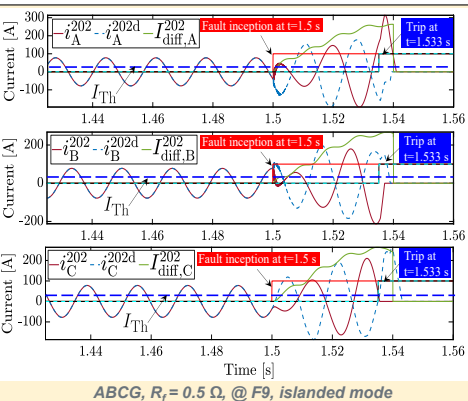 300
200
100
0
-100
Current [A]
i_A^202 i_A^202d I_diff,A^202
I_Th
Fault inception at t=1.5 s
Trip at
t=1.533 s
1.44 1.46 1.48 1.5 1.52 1.54 1.56
200
0
-200
Current [A]
i_B^202 i_B^202d I_diff,B^202
I_Th
Fault inception at t=1.5 s
Trip at
t=1.533 s
1.44 1.46 1.48 1.5 1.52 1.54 1.56
200
100
0
-100
Current [A]
i_C^202 i_C^202d I_diff,C^202
I_Th
Fault inception at t=1.5 s
Trip at
t=1.533 s
1.44 1.46 1.48 1.5 1.52 1.54 1.56
Time [s]
ABCG, R_f = 0.5 Ω, @ F9, islanded mode